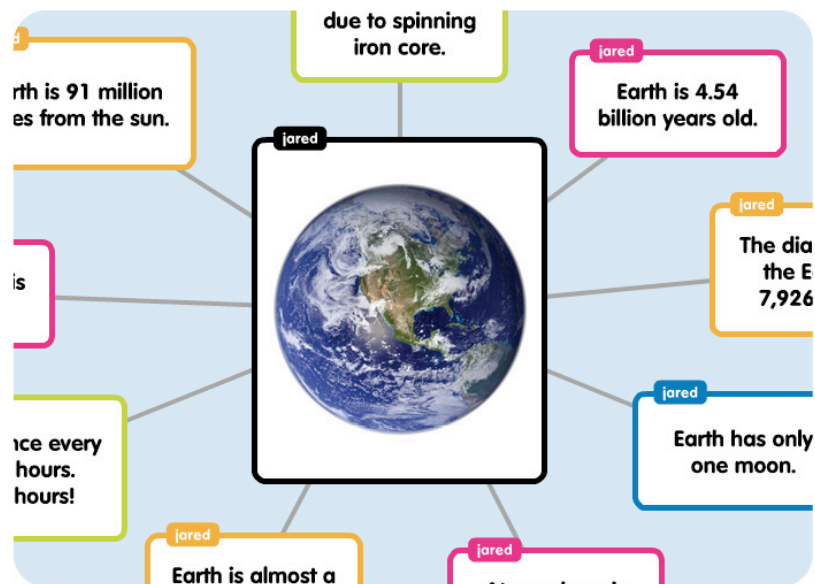 due to spinning
iron core.
jared
Earth is 4.54
billion years old.
rth is 91 million
es from the sun.
jared
jared
The dia
the E
7,926
is
jared
Earth has only
one moon.
nce every
hours.
hours!
jared
Earth is almost a
jared